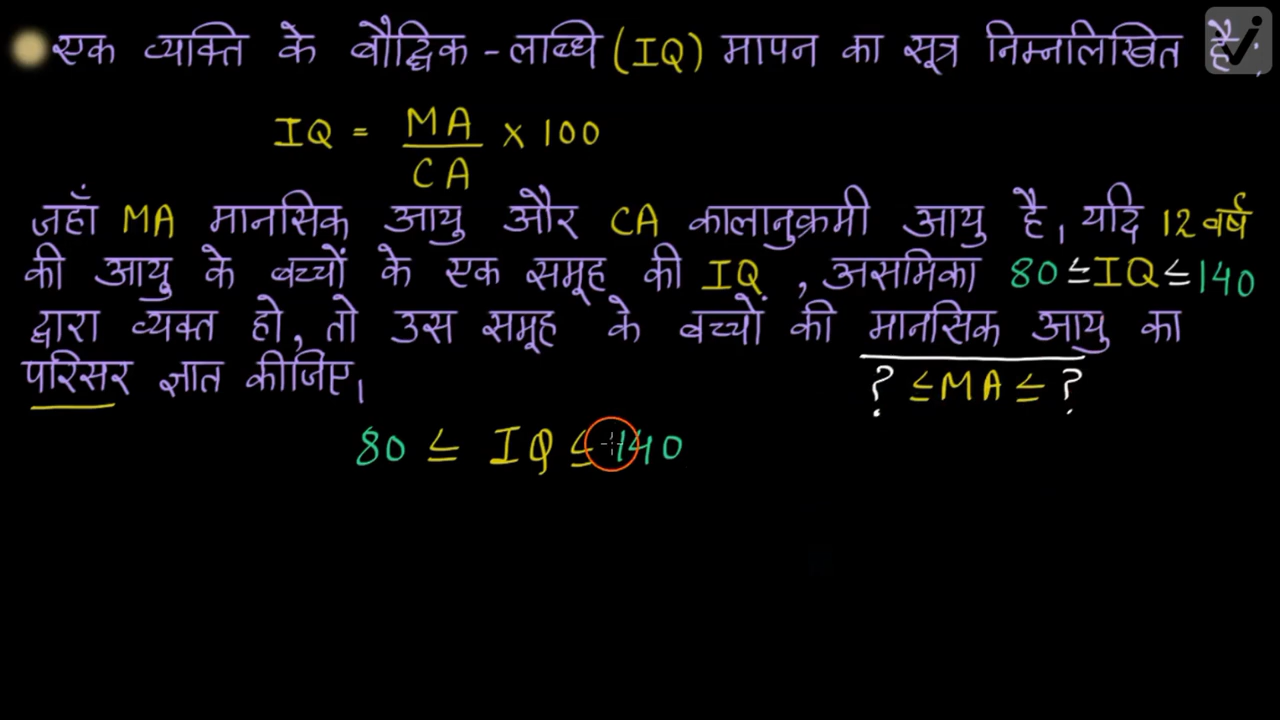 एक व्यक्ति के बौद्धिक-लब्धि (IQ) मापन का सूत्र निम्नलिखित है:
IQ = MA/CA × 100
जहाँ MA मानसिक आयु और CA कालानुक्रमी आयु है, यदि 12 वर्ष
की आयु के बच्चों के एक समूह की IQ , असमिका 80 ≤ IQ ≤ 140
द्वारा व्यक्त हो, तो उस समूह के बच्चों की मानसिक आयु का
परिसर ज्ञात कीजिए,
? ≤ MA ≤ ?
80 ≤ IQ ≤ 140